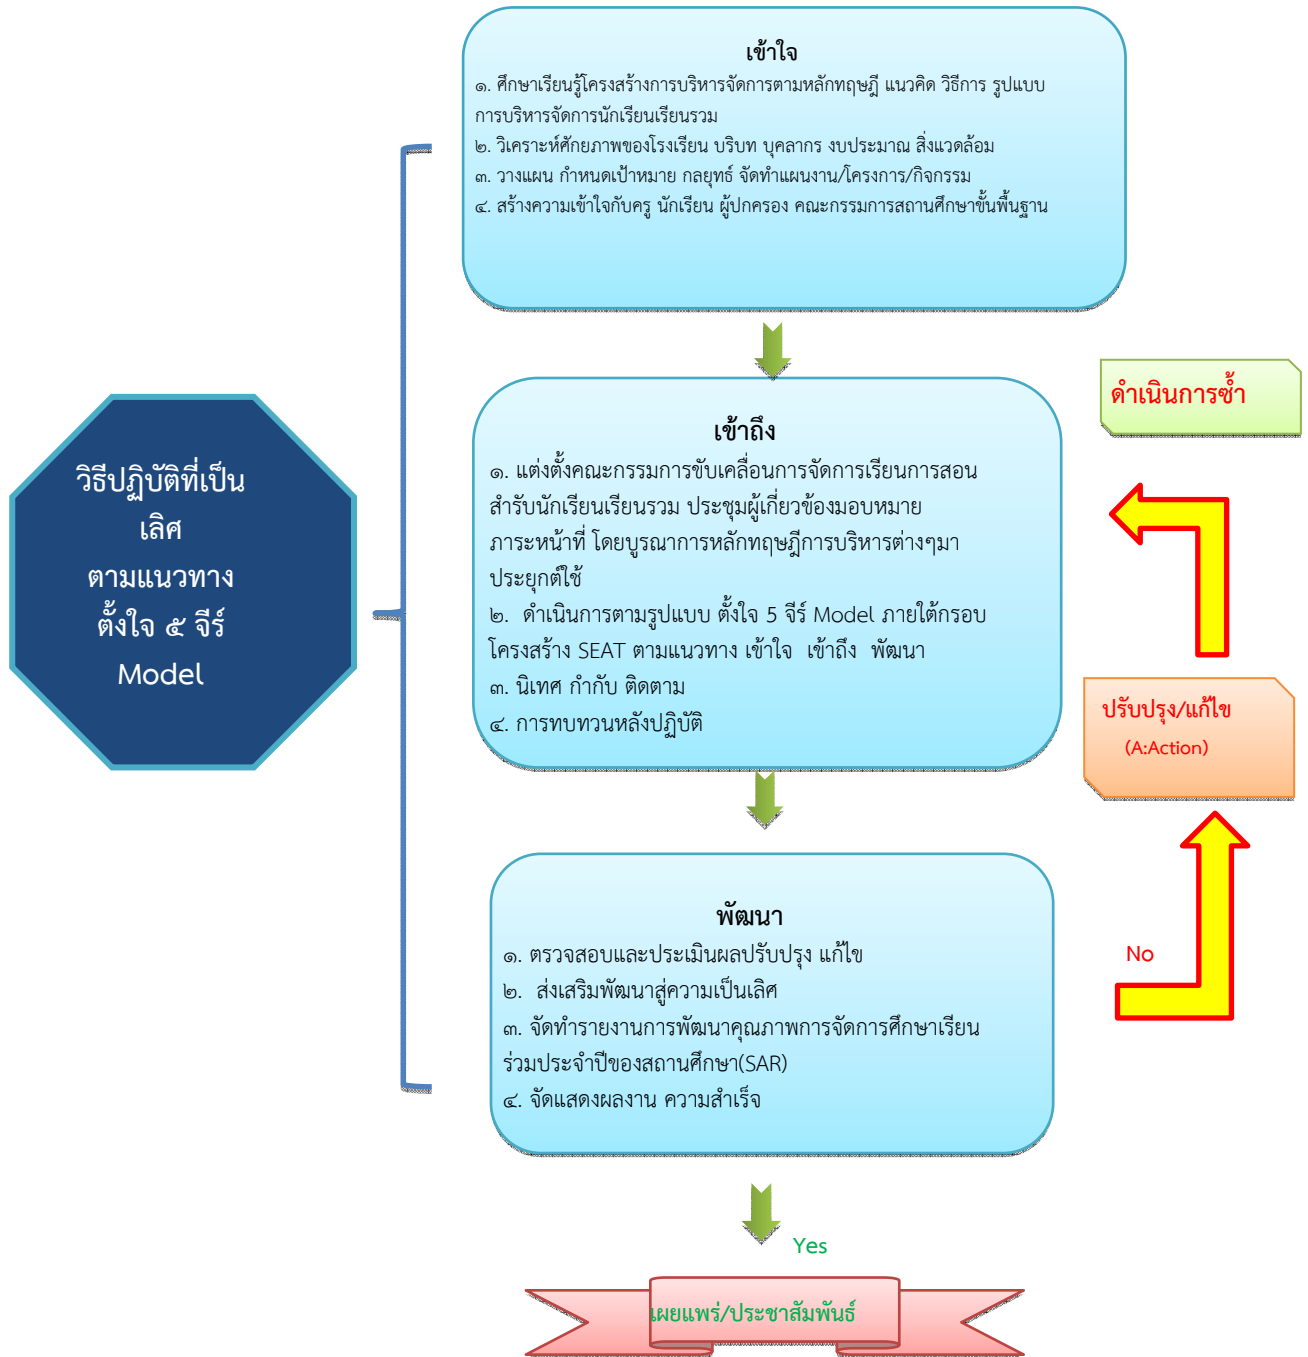 เข้าใจ
๑. ศึกษาเรียนรู้โครงสร้างการบริหารจัดการตามหลักทฤษฎี แนวคิด วิธีการ รูปแบบ
การบริหารจัดการนักเรียนเรียนรวม
๒. วิเคราะห์ศักยภาพของโรงเรียน บริบท บุคลากร งบประมาณ สิ่งแวดล้อม
๓. วางแผน กำหนดเป้าหมาย กลยุทธ์ จัดทำแผนงาน/โครงการ/กิจกรรม
๔. สร้างความเข้าใจกับครู นักเรียน ผู้ปกครอง คณะกรรมการสถานศึกษาขั้นพื้นฐาน
วิธีปฏิบัติที่เป็น
เลิศ
ตามแนวทาง
ตั้งใจ ๕ จีร์
Model
เข้าถึง
๑. แต่งตั้งคณะกรรมการขับเคลื่อนการจัดการเรียนการสอน
สำรับนักเรียนเรียนรวม ประชุมผู้เกี่ยวข้องมอบหมาย
ภาระหน้าที่ โดยบูรณาการหลักทฤษฎีการบริหารต่างๆมา
ประยุกต์ใช้
๒. ดำเนินการตามรูปแบบ ตั้งใจ 5 จีร์ Model ภายใต้กรอบ
โครงสร้าง SEAT ตามแนวทาง เข้าใจ เข้าถึง พัฒนา
๓. นิเทศ กำกับ ติดตาม
๔. การทบทวนหลังปฏิบัติ
ดำเนินการซ้ำ
ปรับปรุง/แก้ไข
(A:Action)
No
พัฒนา
๑. ตรวจสอบและประเมินผลปรับปรุง แก้ไข
๒. ส่งเสริมพัฒนาสู่ความเป็นเลิศ
๓. จัดทำรายงานการพัฒนาคุณภาพการจัดการศึกษาเรียน
ร่วมประจำปีของสถานศึกษา(SAR)
๔. จัดแสดงผลงาน ความสำเร็จ
Yes
เผยแพร่/ประชาสัมพันธ์